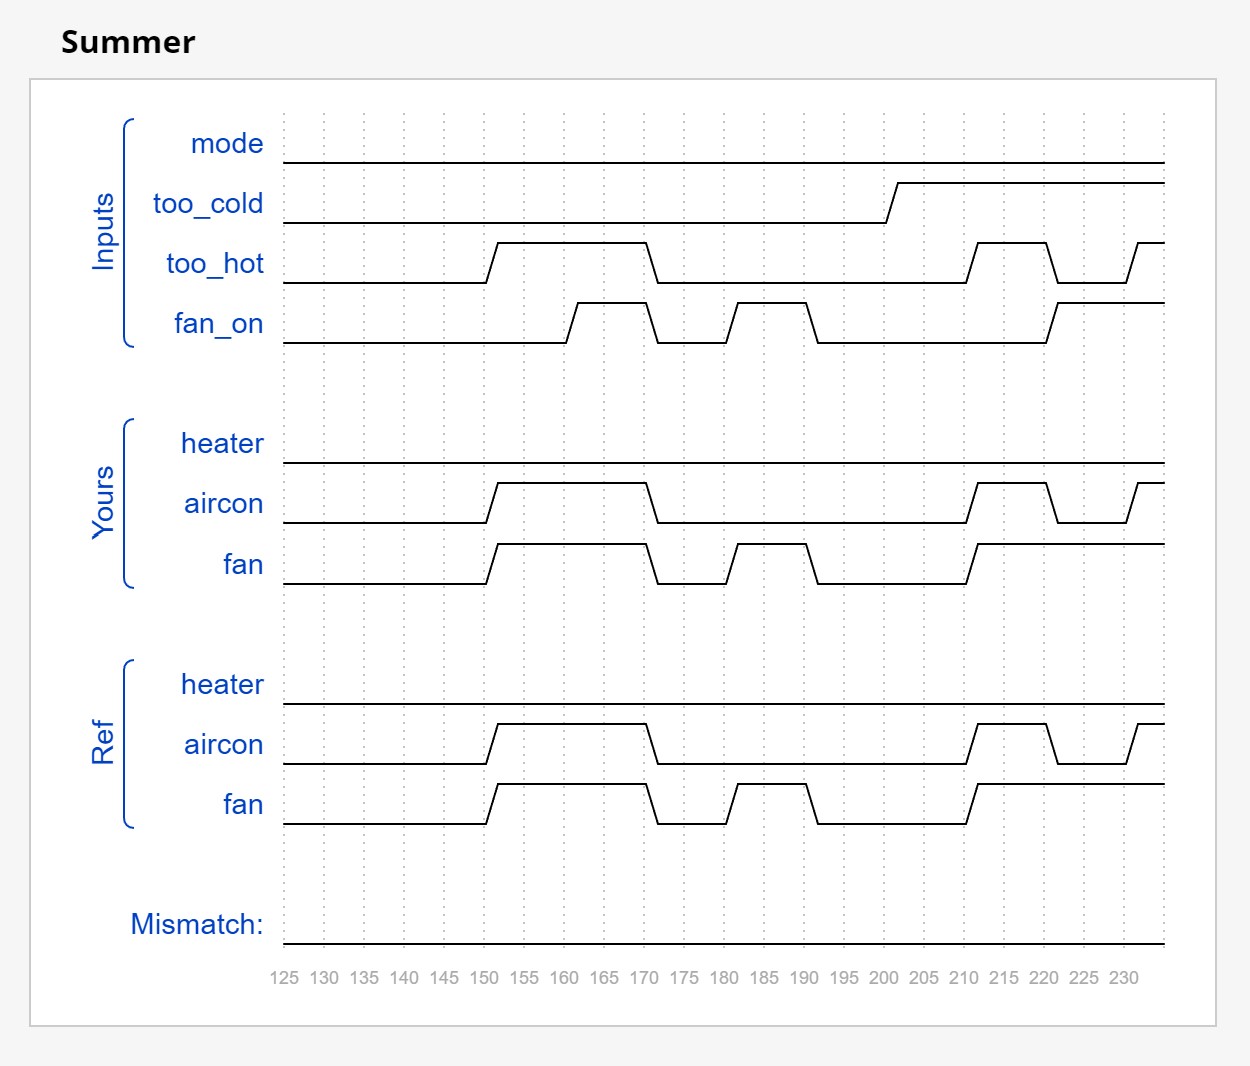 Summer
Inputs
mode
too_cold
too_hot
fan_on
Yours
heater
aircon
fan
Ref
heater
aircon
fan
Mismatch:
125 130 135 140 145 150 155 160 165 170 175 180 185 190 195 200 205 210 215 220 225 230